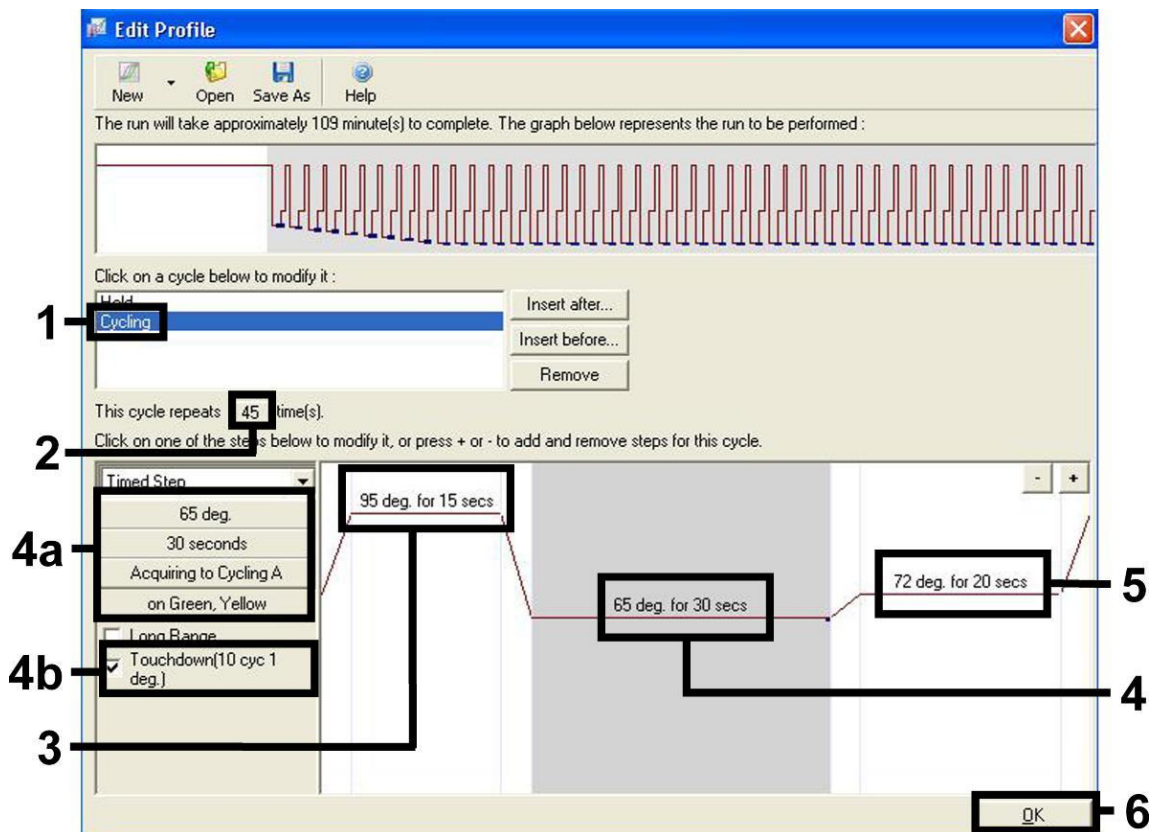 Edit Profile
New Open Save As Help
The run will take approximately 109 minute(s) to complete. The graph below represents the run to be performed :
Click on a cycle below to modify it :
Hold
1
Cycling
Insert after...
Insert before...
Remove
This cycle repeats 45 time(s).
2
Click on one of the steps below to modify it, or press + or - to add and remove steps for this cycle.
Timed Step
- +
95 deg. for 15 secs
4a
65 deg.
30 seconds
Acquiring to Cycling A
on Green, Yellow
72 deg. for 20 secs
5
65 deg. for 30 secs
Long Range
4b
Touchdown(10 cyc 1
deg.)
4
3
OK
6